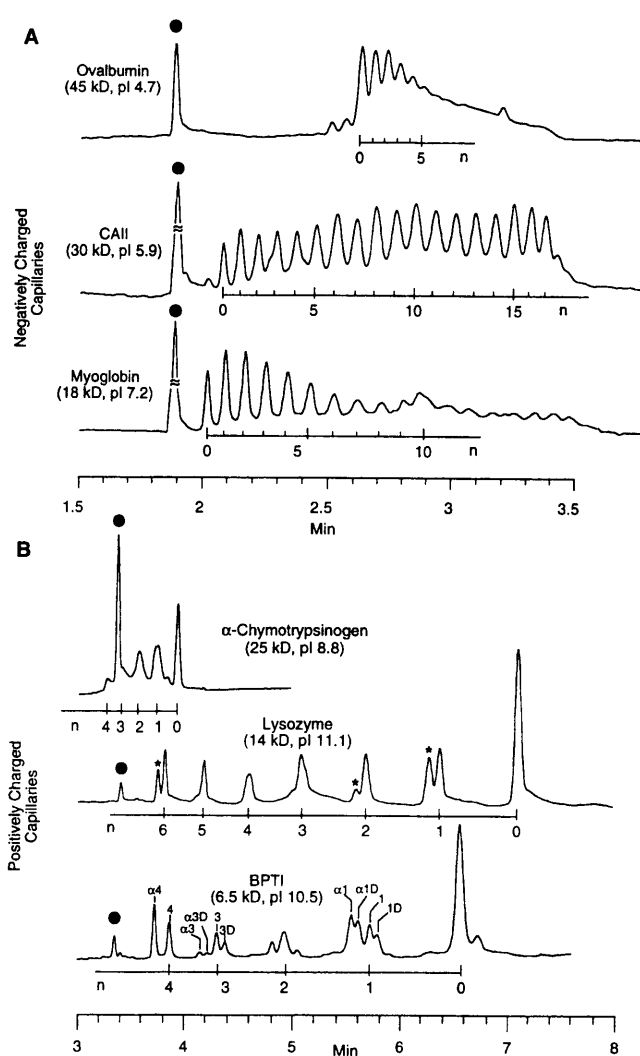 A
Ovalbumin
(45 kD, pI 4.7)
0 5 n
Negatively Charged
Capillaries
CAII
(30 kD, pI 5.9)
0 5 10 15 n
Myoglobin
(18 kD, pI 7.2)
0 5 10 n
1.5 2 2.5 3 3.5
Min
B
Positively Charged
Capillaries
α-Chymotrypsinogen
(25 kD, pI 8.8)
n 4 3 2 1 0
Lysozyme
(14 kD, pI 11.1)
* * *
n 6 5 4 3 2 1 0
BPTI
(6.5 kD, pI 10.5)
α4 4 α3 α3D 3 3D α1 α1D 1 1D
n 4 3 2 1 0
3 4 5 6 7 8
Min